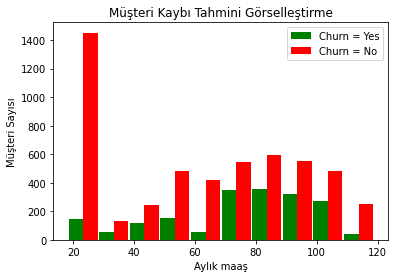 Müşteri Kaybı Tahmini Görselleştirme
Churn = Yes
Churn = No
Müşteri Sayısı
1400
1200
1000
800
600
400
200
0
20 40 60 80 100 120
Aylık maaş